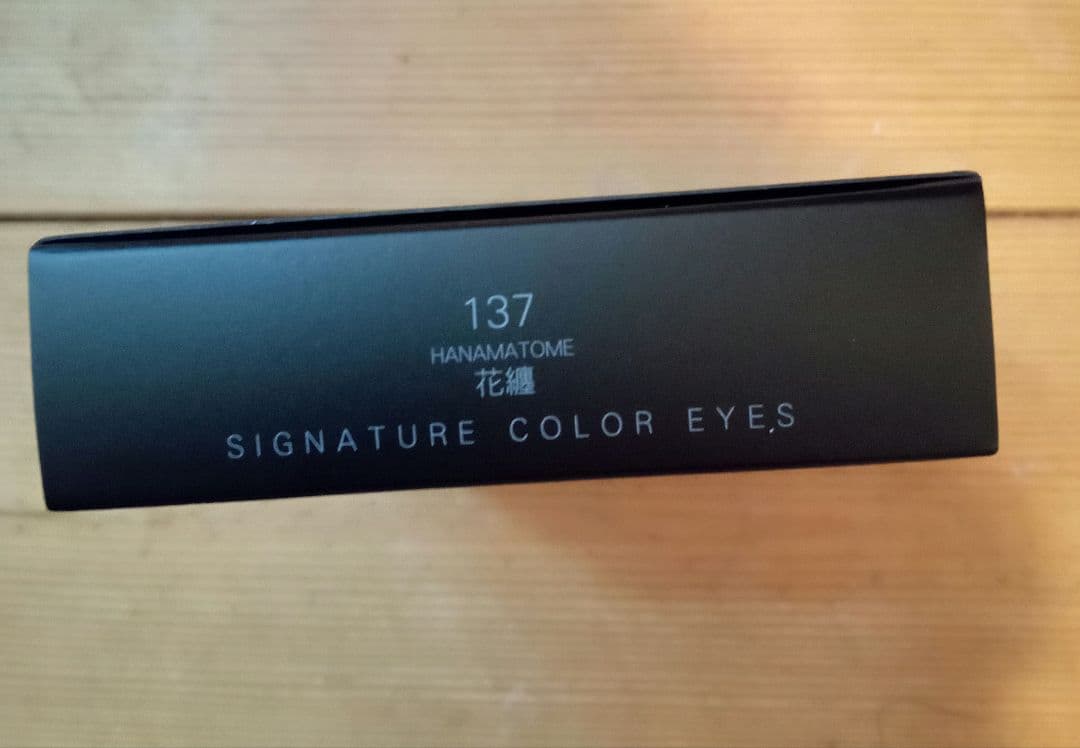 137
HANAMATOME
花纏
SIGNATURE COLOR EYES